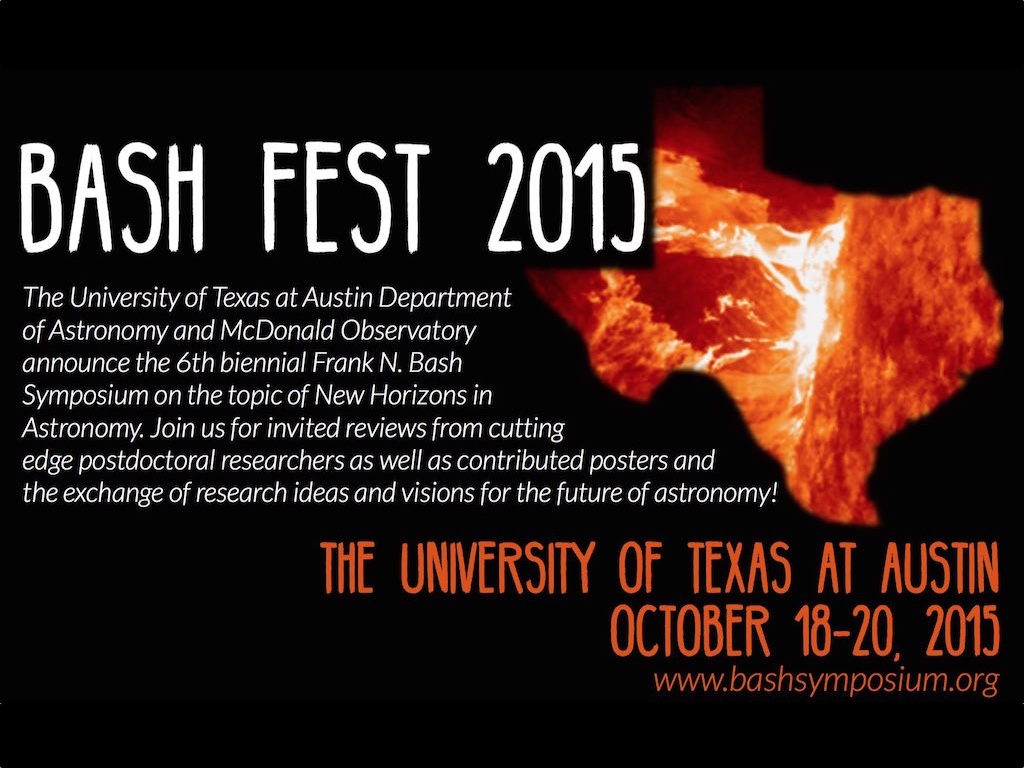 BASH FEST 2015
The University of Texas at Austin Department
of Astronomy and McDonald Observatory
announce the 6th biennial Frank N. Bash
Symposium on the topic of New Horizons in
Astronomy. Join us for invited reviews from cutting
edge postdoctoral researchers as well as contributed posters and
the exchange of research ideas and visions for the future of astronomy!
THE UNIVERSITY OF TEXAS AT AUSTIN
OCTOBER 18-20, 2015
www.bashsymposium.org